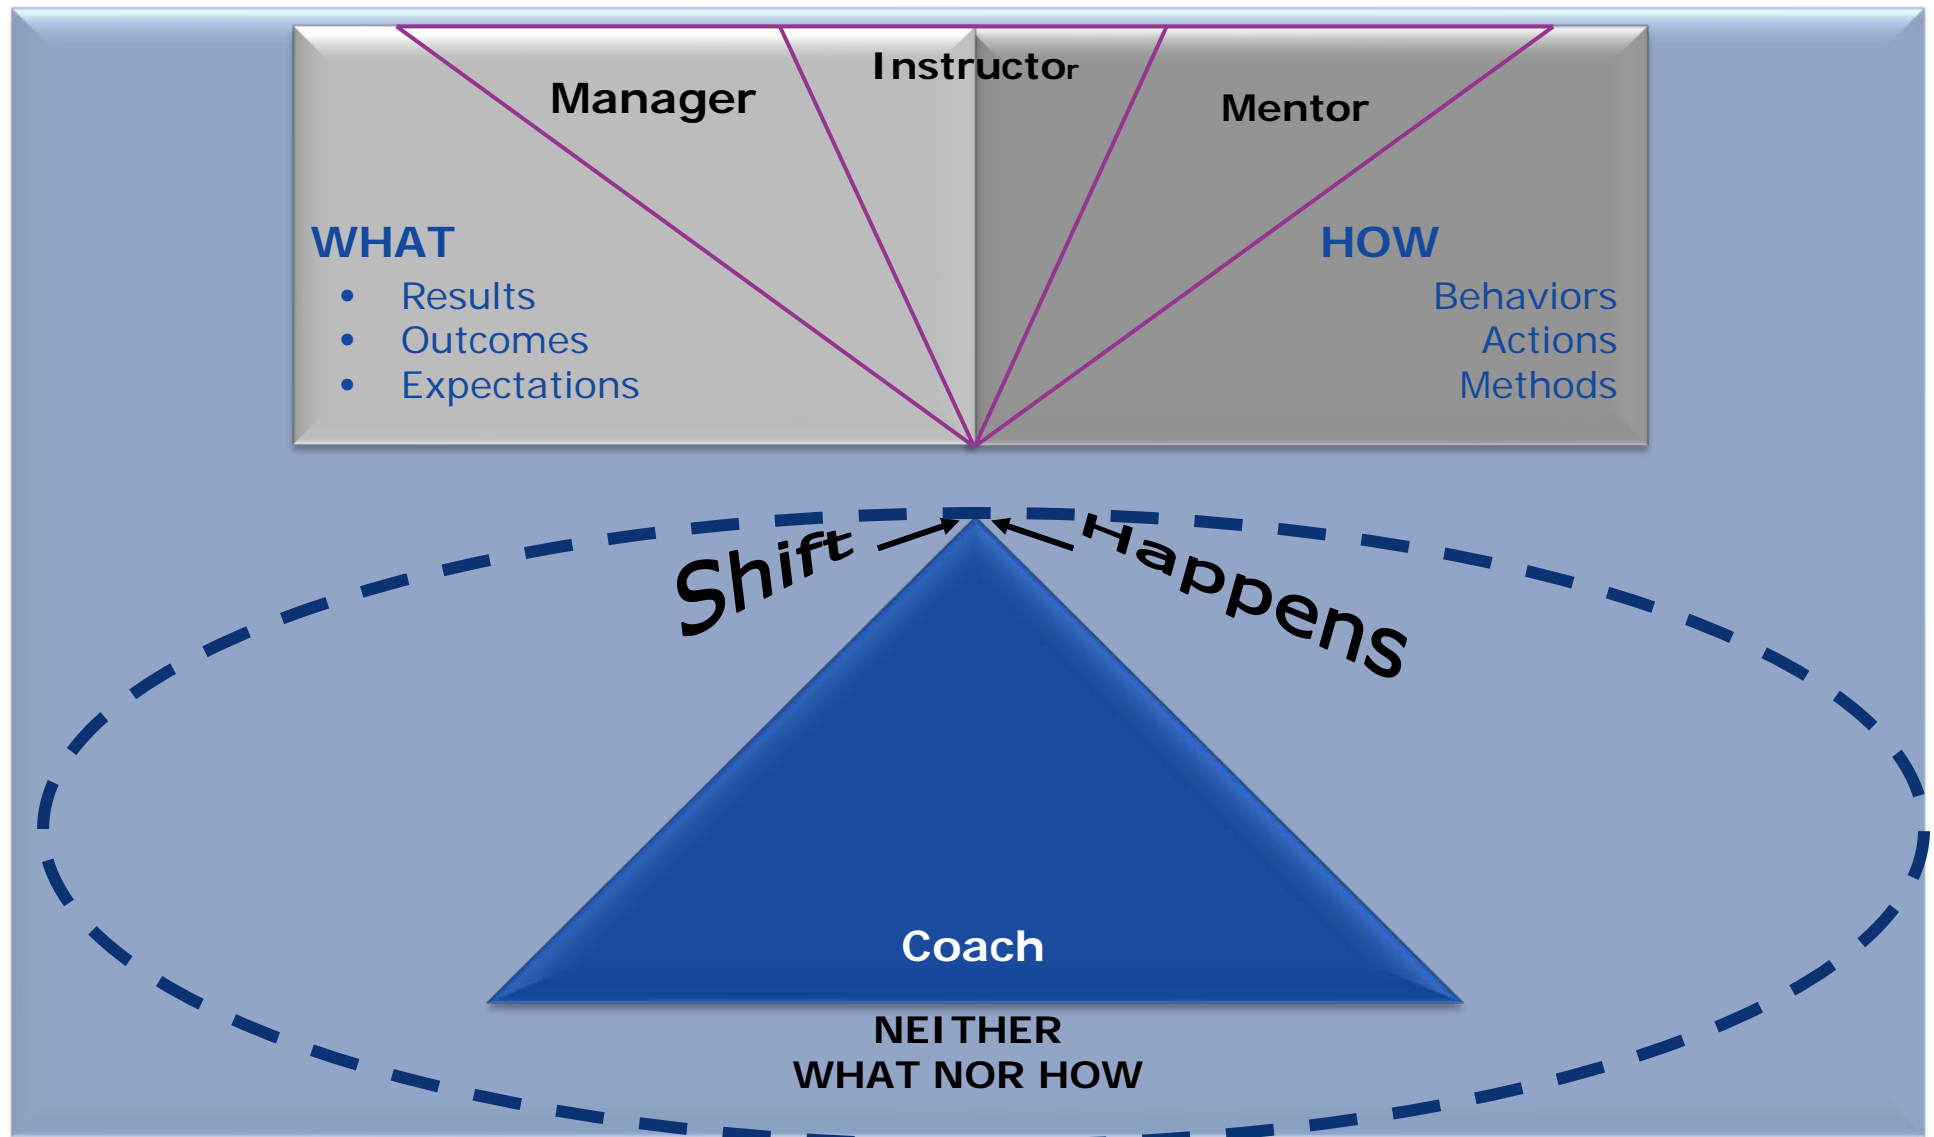 Instructor
Manager
Mentor
WHAT
• Results
• Outcomes
• Expectations
HOW
Behaviors
Actions
Methods
Shift Happens
Coach
NEITHER
WHAT NOR HOW